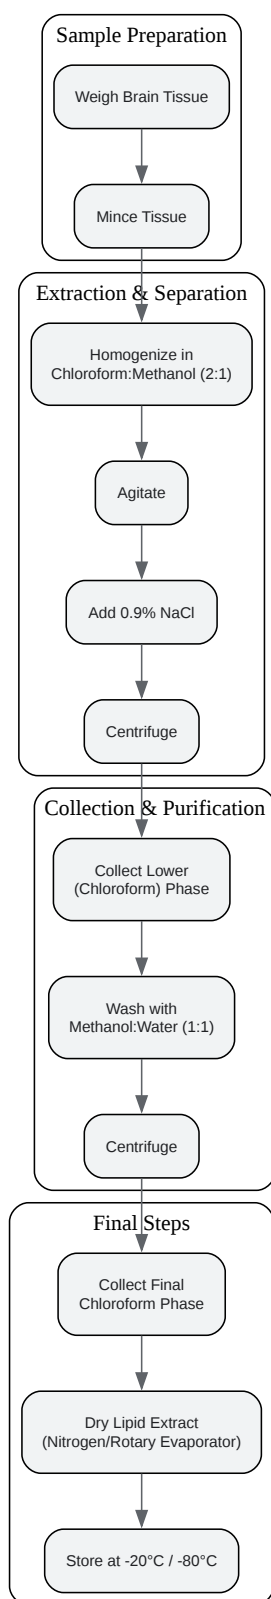 Sample Preparation
Weigh Brain Tissue
Mince Tissue
Extraction & Separation
Homogenize in
Chloroform:Methanol (2:1)
Agitate
Add 0.9% NaCl
Centrifuge
Collection & Purification
Collect Lower
(Chloroform) Phase
Wash with
Methanol:Water (1:1)
Centrifuge
Final Steps
Collect Final
Chloroform Phase
Dry Lipid Extract
(Nitrogen/Rotary Evaporator)
Store at -20°C / -80°C